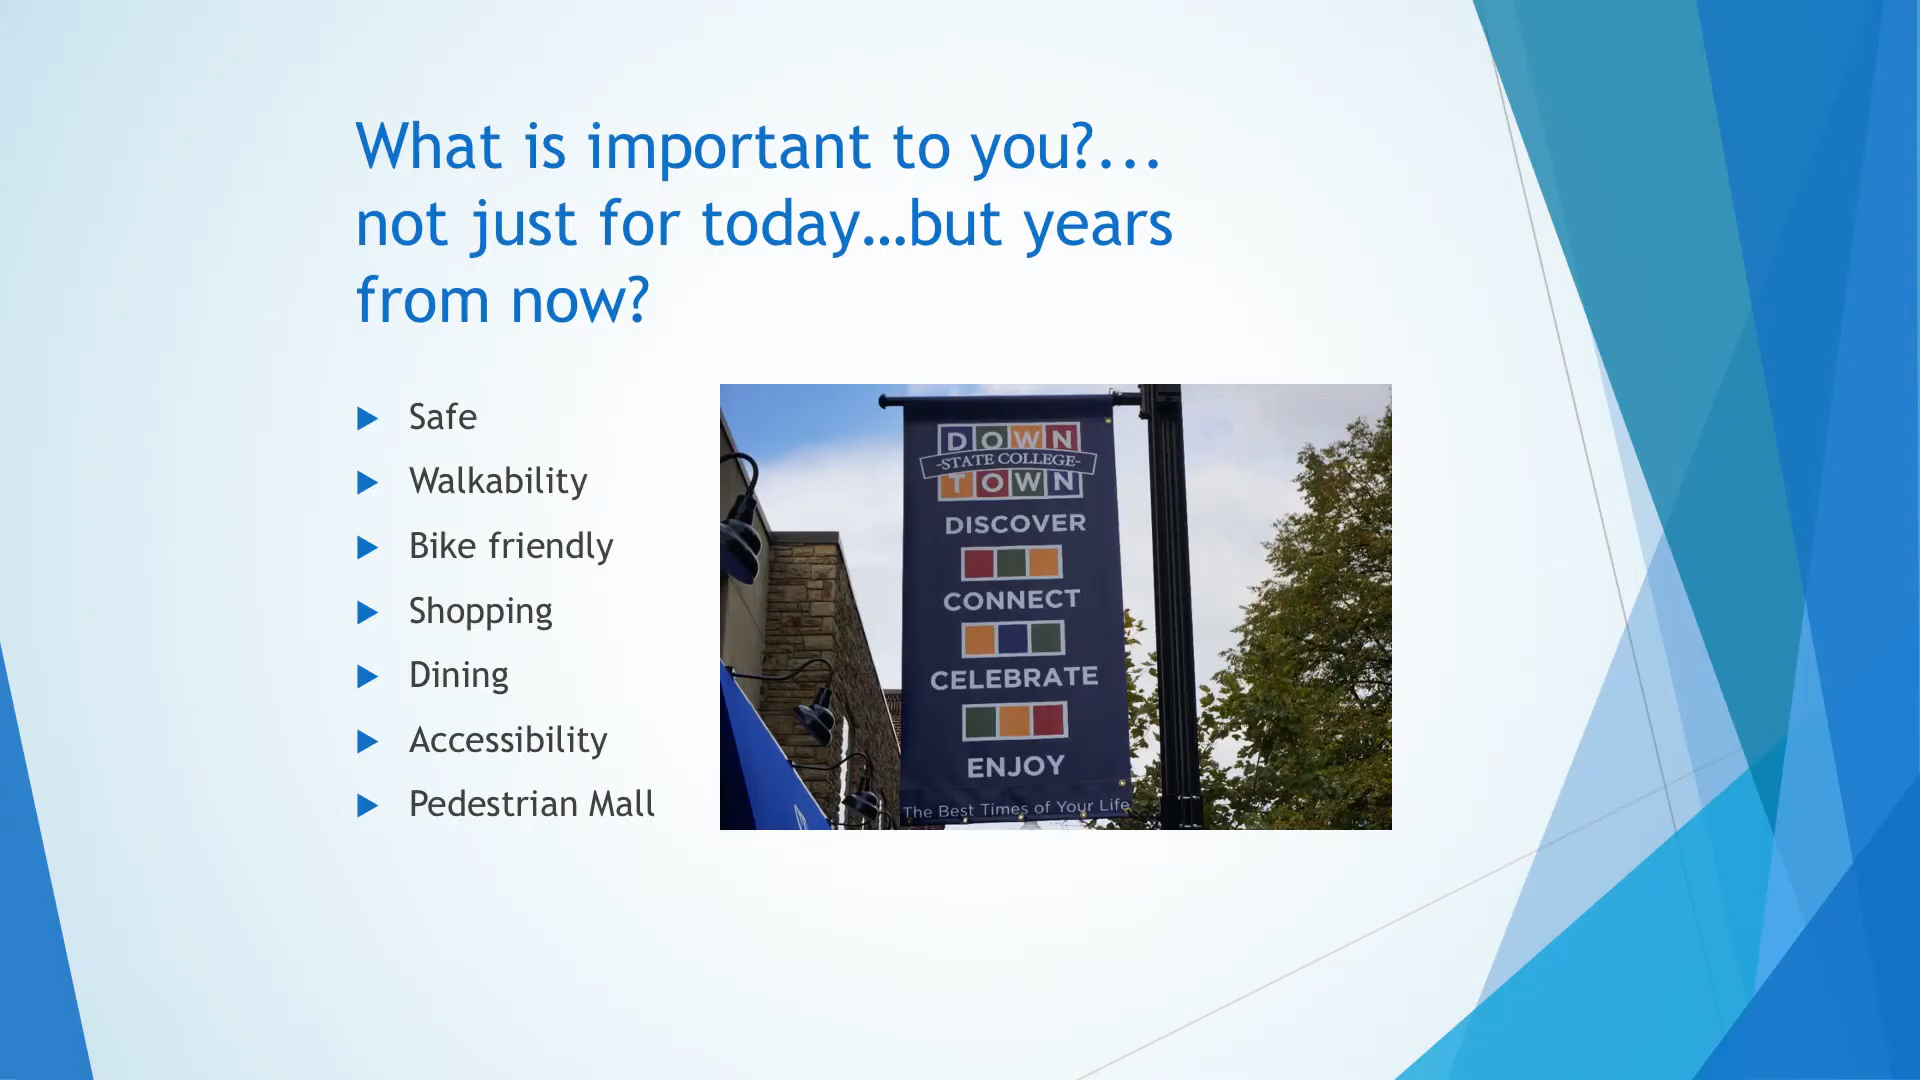 What is important to you?...
not just for today…but years
from now?
Safe
Walkability
Bike friendly
Shopping
Dining
Accessibility
Pedestrian Mall
DOWN
-STATE COLLEGE-
TOWN
DISCOVER
CONNECT
CELEBRATE
ENJOY
The Best Times of Your Life